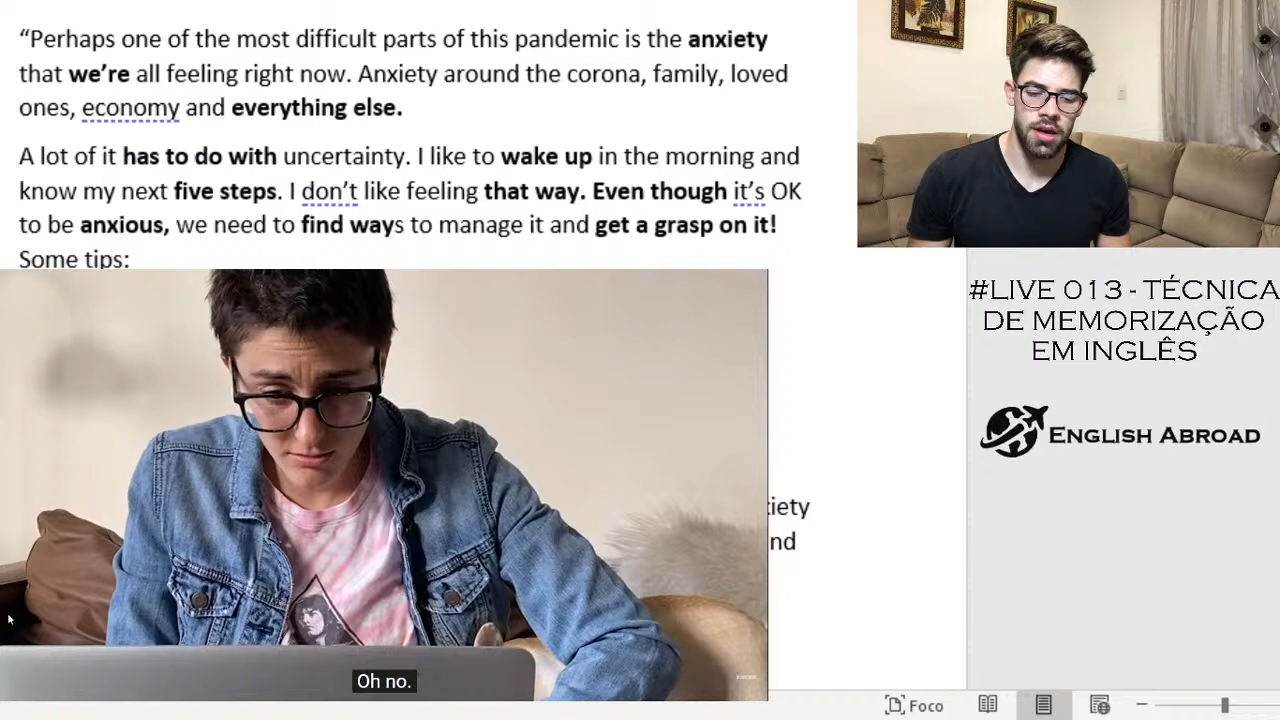 “Perhaps one of the most difficult parts of this pandemic is the anxiety
that we’re all feeling right now. Anxiety around the corona, family, loved
ones, economy and everything else.
A lot of it has to do with uncertainty. I like to wake up in the morning and
know my next five steps. I don’t like feeling that way. Even though it’s OK
to be anxious, we need to find ways to manage it and get a grasp on it!
Some tips:
#LIVE 013 - TÉCNICA
DE MEMORIZAÇÃO
EM INGLÊS
ENGLISH ABROAD
xiety
nd
Oh no.
Foco